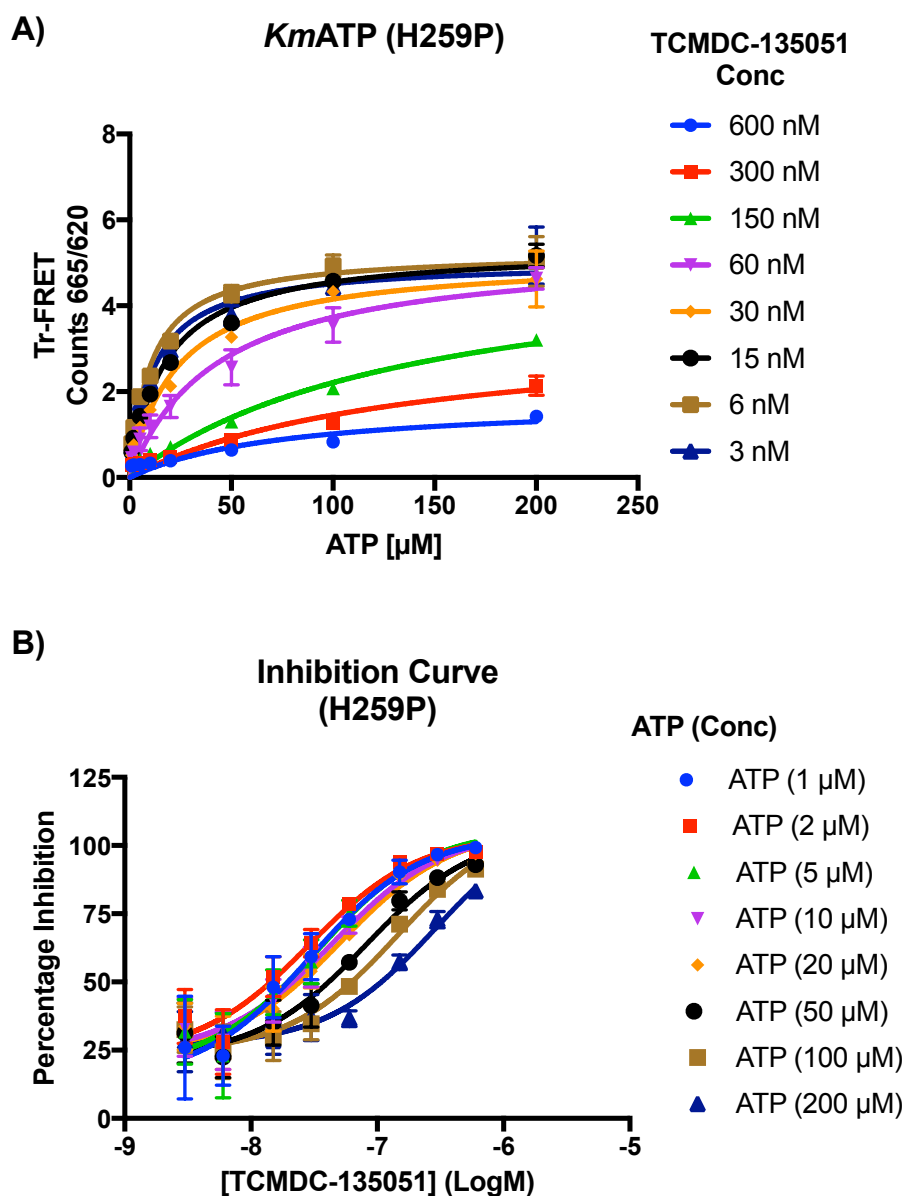 A)
KmATP (H259P)
TCMDC-135051
Conc
600 nM
300 nM
150 nM
60 nM
30 nM
15 nM
6 nM
3 nM
Tr-FRET
Counts 665/620
8
6
4
2
0
0 50 100 150 200 250
ATP [µM]
B)
Inhibition Curve
(H259P)
ATP (Conc)
ATP (1 µM)
ATP (2 µM)
ATP (5 µM)
ATP (10 µM)
ATP (20 µM)
ATP (50 µM)
ATP (100 µM)
ATP (200 µM)
Percentage Inhibition
125
100
75
50
25
0
-9 -8 -7 -6 -5
[TCMDC-135051] (LogM)